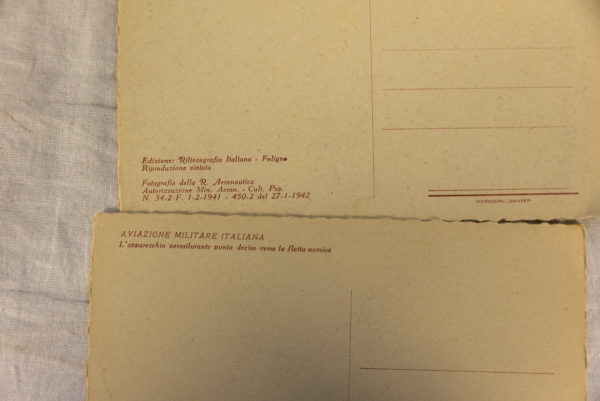 Edizione: Rilievografia Italiana - Foligno
Riproduzione vietata
Fotografie della R. Aeronautica
Autorizzazione Min. Aeron. - Cult. Pop.
N. 34-2 F. 1-2-1941 - 450-2 del 27-1-1942
AVIAZIONE MILITARE ITALIANA
L'apparecchio aerosilurante punta deciso verso la flotta nemica